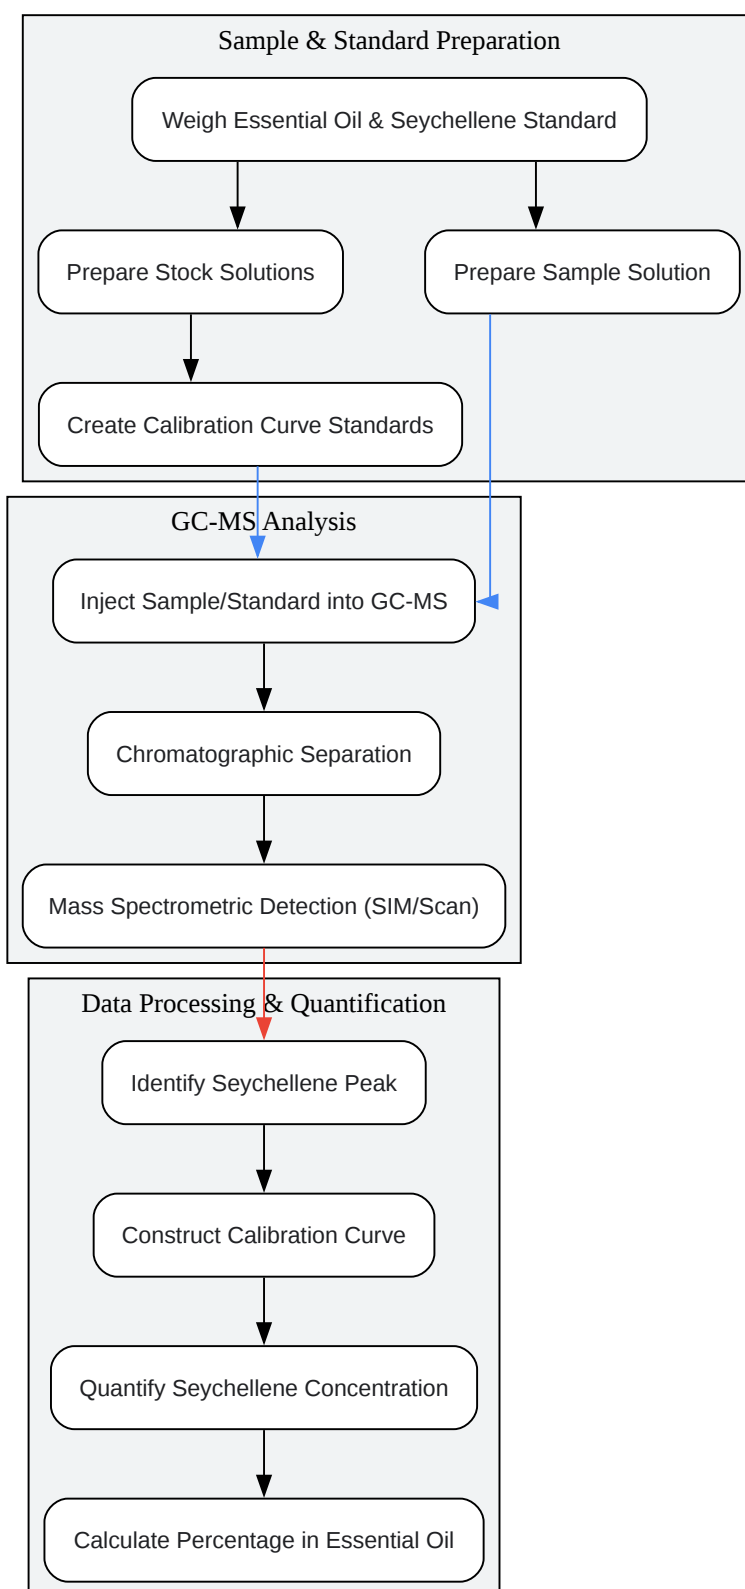 Sample & Standard Preparation
Weigh Essential Oil & Seychellene Standard
Prepare Stock Solutions
Prepare Sample Solution
Create Calibration Curve Standards
GC-MS Analysis
Inject Sample/Standard into GC-MS
Chromatographic Separation
Mass Spectrometric Detection (SIM/Scan)
Data Processing & Quantification
Identify Seychellene Peak
Construct Calibration Curve
Quantify Seychellene Concentration
Calculate Percentage in Essential Oil